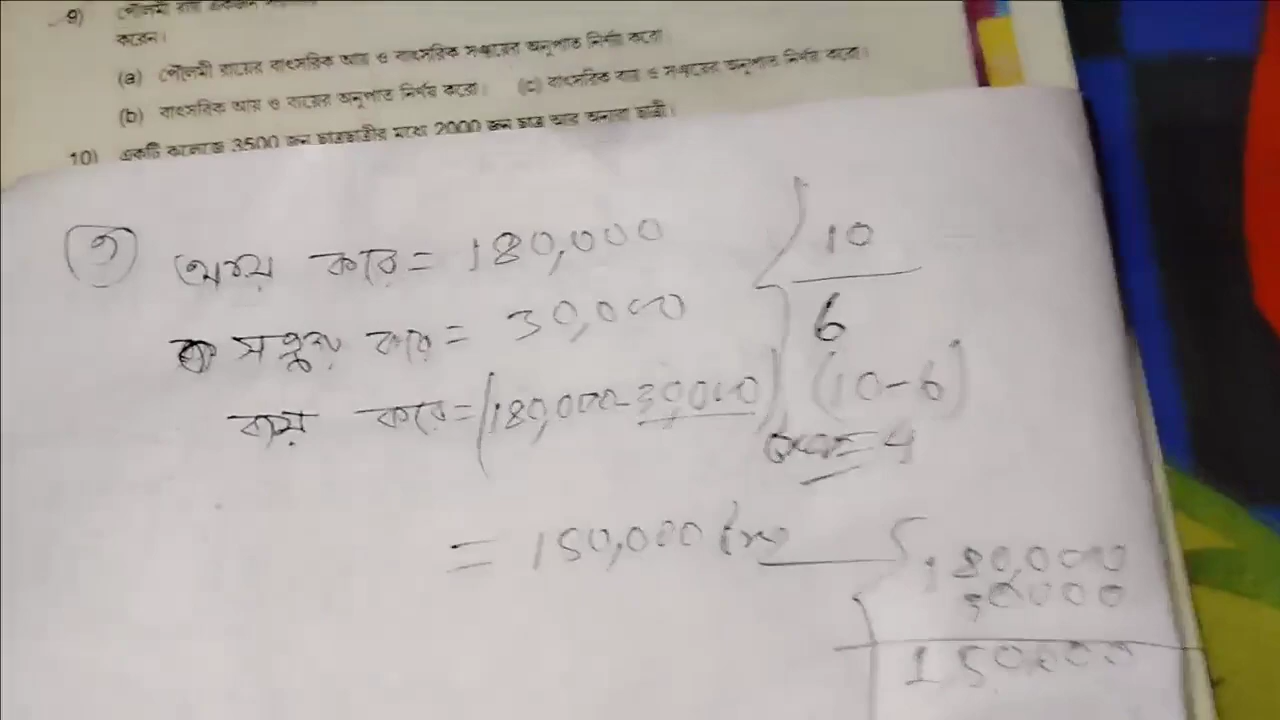 9) পৌলমী রায় একজন
করেন।
(a) পৌলমী রায়ের বাৎসরিক আয় ও বাৎসরিক সঞ্চয়ের অনুপাত নির্ণয় করো।
(b) বাৎসরিক আয় ও ব্যয়ের অনুপাত নির্ণয় করো। (c) বাৎসরিক ব্যয় ও সঞ্চয়ের অনুপাত নির্ণয় করো।
10) একটি কলেজে 3500 জন ছাত্রছাত্রীর মধ্যে 2000 জন ছাত্র আর অন্যরা ছাত্রী।
৭ আয় করে = 180,000 10
সঞ্চয় করে = 30,000 6
ব্যয় করে = (180,000-30,000) (10-6)
= 4
= 150,000 180,000
30000
150000